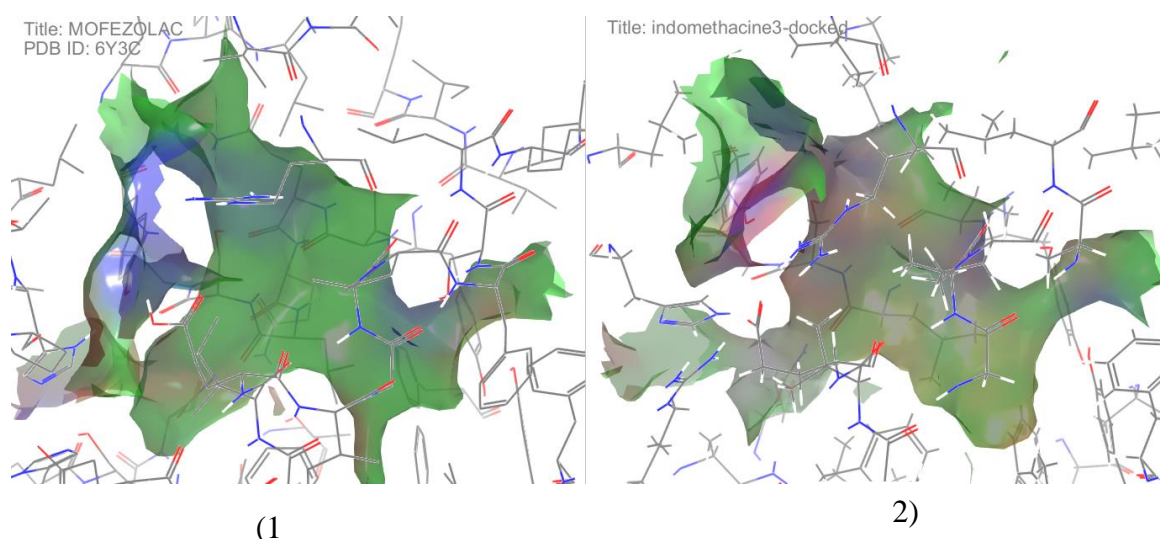 Title: MOFEZOLAC
PDB ID: 6Y3C
Title: indomethacine3-docked
(1
2)